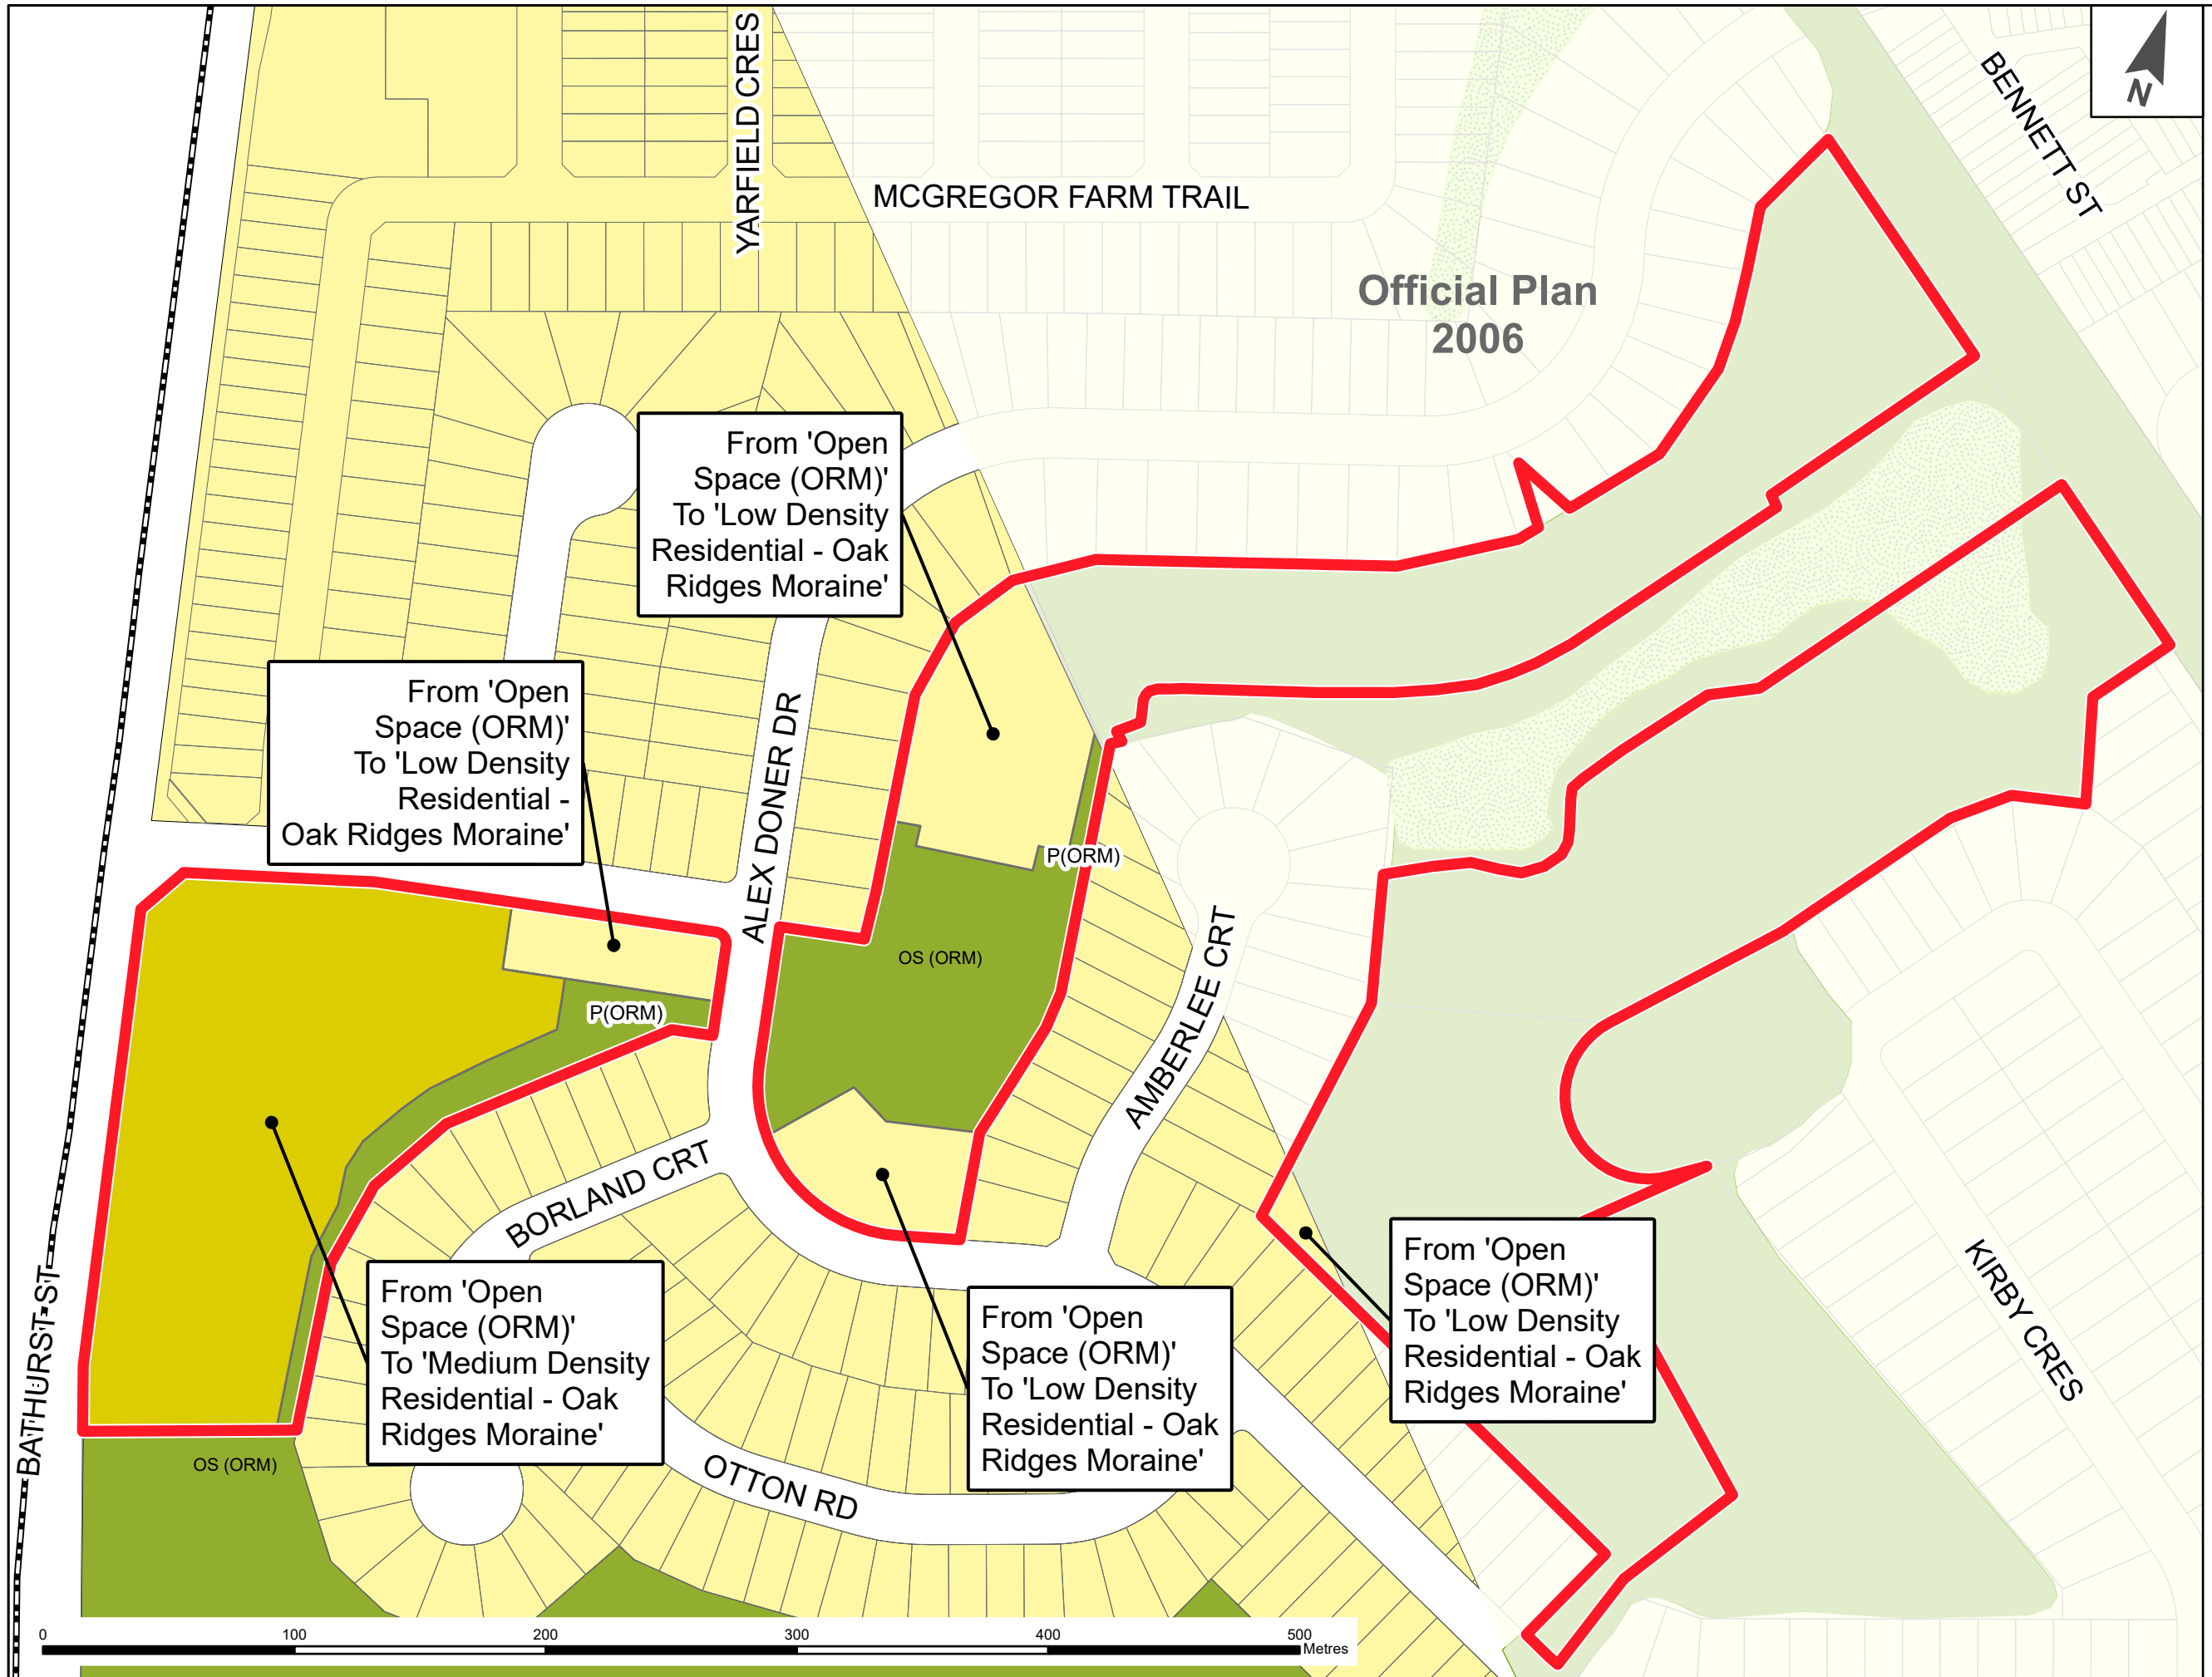 YARFIELD CRES
BENNETT ST
N
MCGREGOR FARM TRAIL
Official Plan
2006
From 'Open
Space (ORM)'
To 'Low Density
Residential - Oak
Ridges Moraine'
From 'Open
Space (ORM)'
To 'Low Density
Residential -
Oak Ridges Moraine'
ALEX DONER DR
P(ORM)
OS (ORM)
P(ORM)
AMBERLEE CRT
BORLAND CRT
From 'Open
Space (ORM)'
To 'Medium Density
Residential - Oak
Ridges Moraine'
From 'Open
Space (ORM)'
To 'Low Density
Residential - Oak
Ridges Moraine'
From 'Open
Space (ORM)'
To 'Low Density
Residential - Oak
Ridges Moraine'
KIRBY CRES
BATHURST ST
OS (ORM)
OTTON RD
0 100 200 300 400 500
Metres